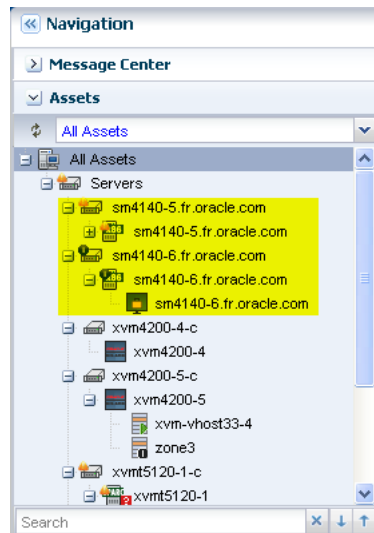 Navigation
Message Center
Assets
All Assets
All Assets
Servers
sm4140-5.fr.oracle.com
sm4140-5.fr.oracle.com
sm4140-6.fr.oracle.com
sm4140-6.fr.oracle.com
sm4140-6.fr.oracle.com
xvm4200-4-c
xvm4200-4
xvm4200-5-c
xvm4200-5
xvm-vhost33-4
zone3
xvmt5120-1-c
xvmt5120-1
Search